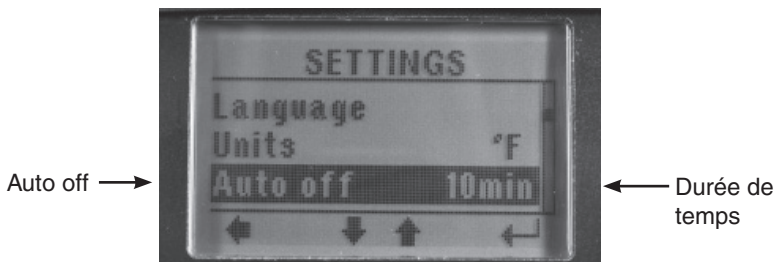 SETTINGS
Language
Units °F
Auto off 10min
Auto off
Durée de
temps